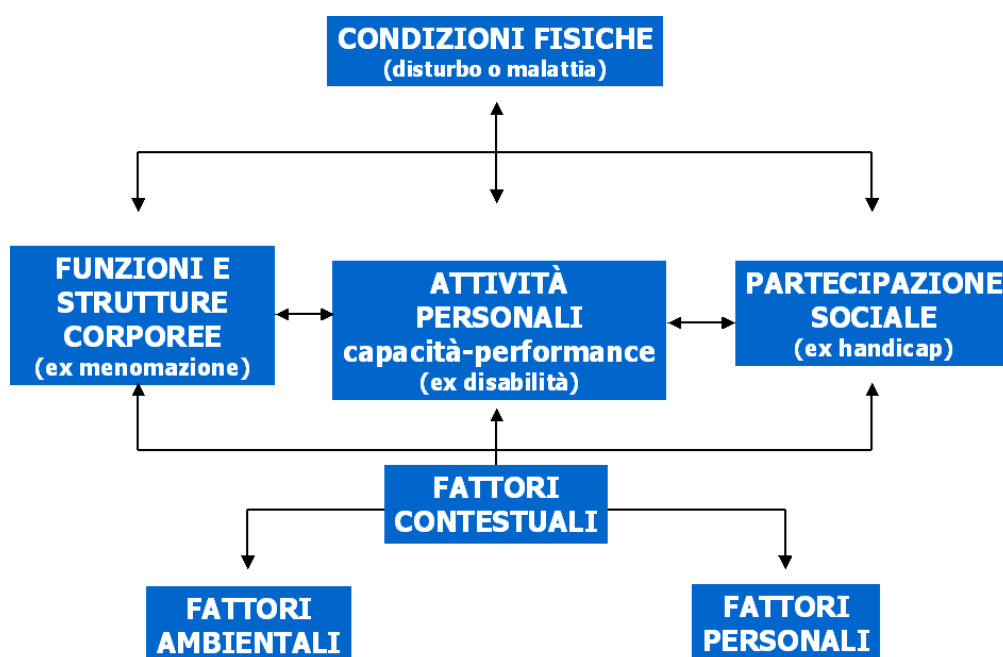 CONDIZIONI FISICHE
(disturbo o malattia)
FUNZIONI E
STRUTTURE
CORPOREE
(ex menomazione)
ATTIVITÀ
PERSONALI
capacità-performance
(ex disabilità)
PARTECIPAZIONE
SOCIALE
(ex handicap)
FATTORI
CONTESTUALI
FATTORI
AMBIENTALI
FATTORI
PERSONALI